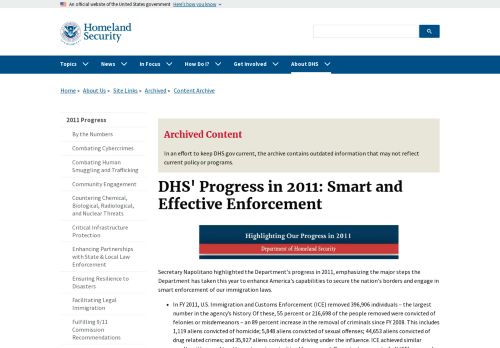 An official website of the United States government Here's how you know
Homeland
Security
Topics News In Focus How Do I? Get Involved About DHS
Home » About Us » Site Links » Archived » Content Archive
2011 Progress
By the Numbers
Combating Cybercrimes
Combating Human
Smuggling and Trafficking
Community Engagement
Countering Chemical,
Biological, Radiological,
and Nuclear Threats
Critical Infrastructure
Protection
Enhancing Partnerships
with State & Local Law
Enforcement
Ensuring Resilience to
Disasters
Facilitating Legal
Immigration
Fulfilling 9/11
Commission
Recommendations
Archived Content
In an effort to keep DHS.gov current, the archive contains outdated information that may not reflect
current policy or programs.
DHS' Progress in 2011: Smart and
Effective Enforcement
Highlighting Our Progress in 2011
Department of Homeland Security
Secretary Napolitano highlighted the Department's progress in 2011, emphasizing the major steps the
Department has taken this year to enhance America's capabilities to secure the nation's borders and engage in
smart enforcement of our immigration laws.
• In FY 2011, U.S. Immigration and Customs Enforcement (ICE) removed 396,906 individuals – the largest
number in the agency's history. Of these, 55 percent or 216,698 of the people removed were convicted of
felonies or misdemeanors – an 89 percent increase in the removal of criminals since FY 2008. This includes
1,119 aliens convicted of homicide; 5,848 aliens convicted of sexual offenses; 44,653 aliens convicted of
drug related crimes; and 35,927 aliens convicted of driving under the influence. ICE achieved similar